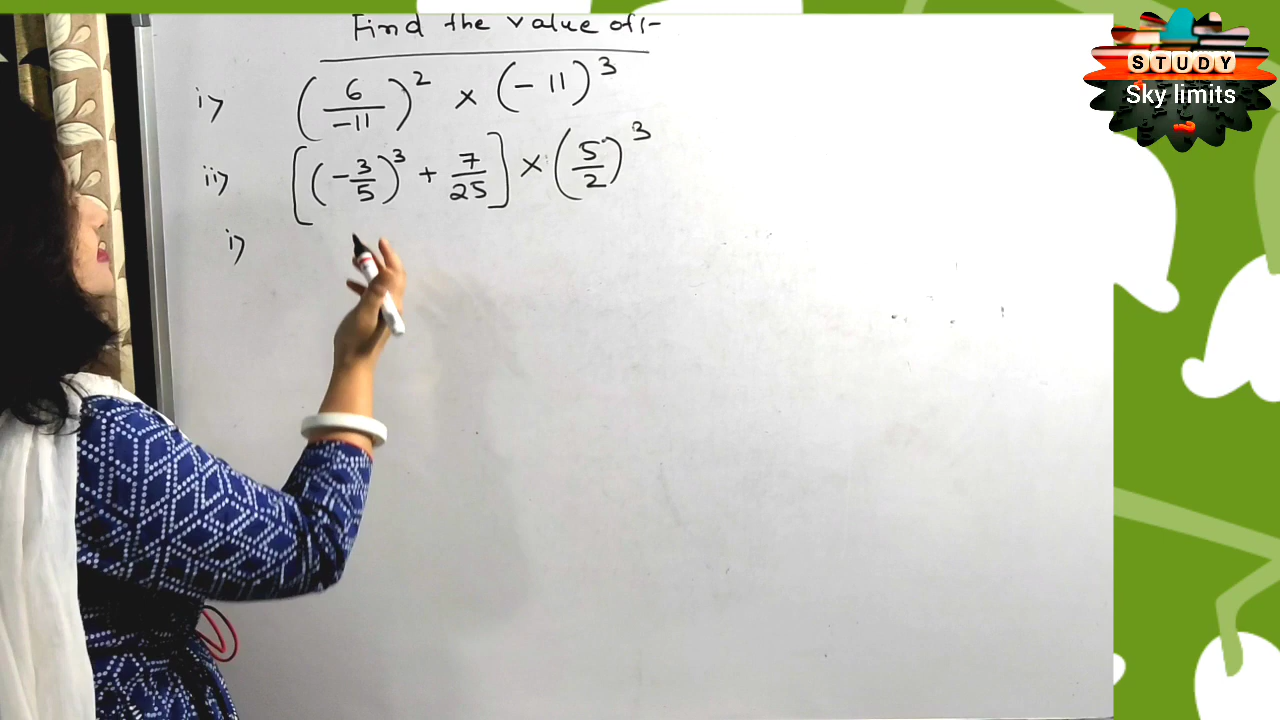 Find the value of :-
i> (6/-11)² × (-11)³
ii> [(-3/5)³ + 7/25] × (5/2)³
i>
STUDY
Sky limits